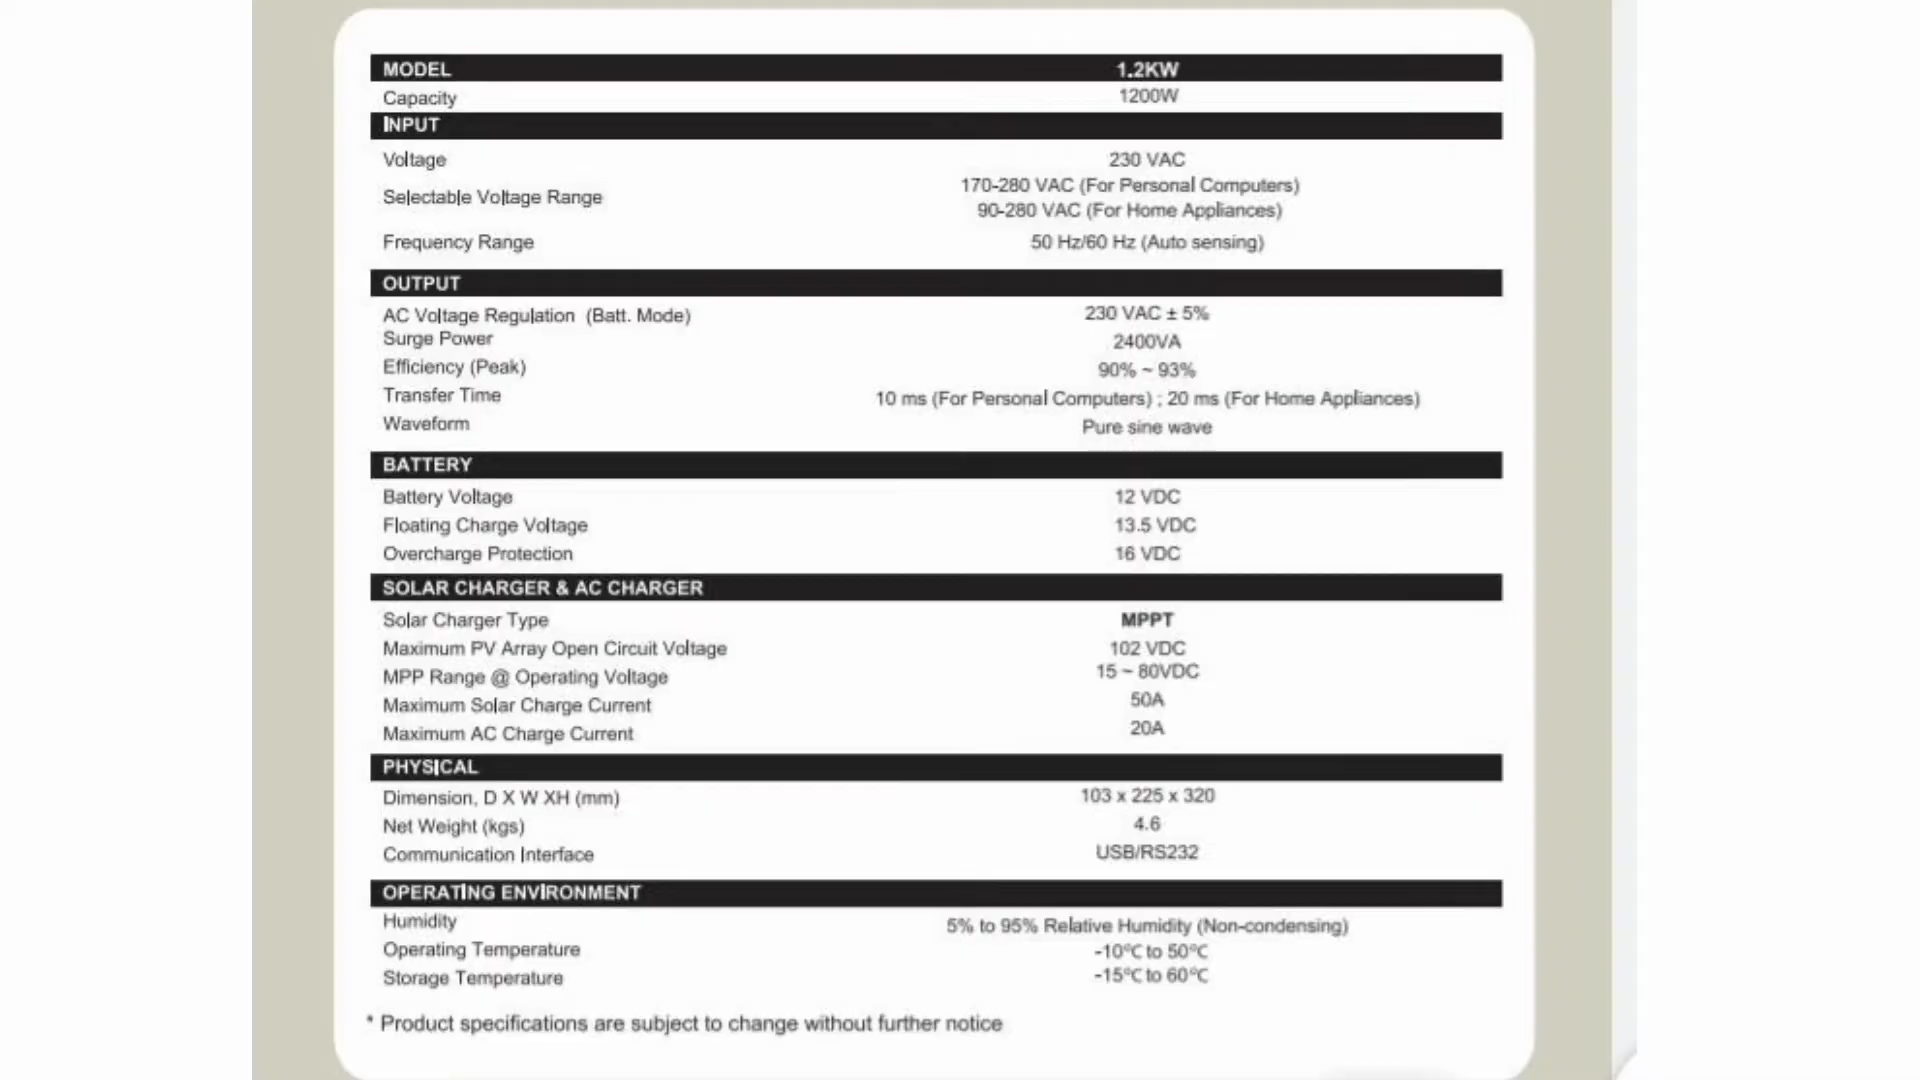 MODEL 1.2KW
Capacity 1200W
INPUT
Voltage 230 VAC
Selectable Voltage Range 170-280 VAC (For Personal Computers)
90-280 VAC (For Home Appliances)
Frequency Range 50 Hz/60 Hz (Auto sensing)
OUTPUT
AC Voltage Regulation (Batt. Mode) 230 VAC ± 5%
Surge Power 2400VA
Efficiency (Peak) 90% ~ 93%
Transfer Time 10 ms (For Personal Computers) ; 20 ms (For Home Appliances)
Waveform Pure sine wave
BATTERY
Battery Voltage 12 VDC
Floating Charge Voltage 13.5 VDC
Overcharge Protection 16 VDC
SOLAR CHARGER & AC CHARGER
Solar Charger Type MPPT
Maximum PV Array Open Circuit Voltage 102 VDC
MPP Range @ Operating Voltage 15 ~ 80VDC
Maximum Solar Charge Current 50A
Maximum AC Charge Current 20A
PHYSICAL
Dimension, D X W XH (mm) 103 x 225 x 320
Net Weight (kgs) 4.6
Communication Interface USB/RS232
OPERATING ENVIRONMENT
Humidity 5% to 95% Relative Humidity (Non-condensing)
Operating Temperature -10°C to 50°C
Storage Temperature -15°C to 60°C
* Product specifications are subject to change without further notice